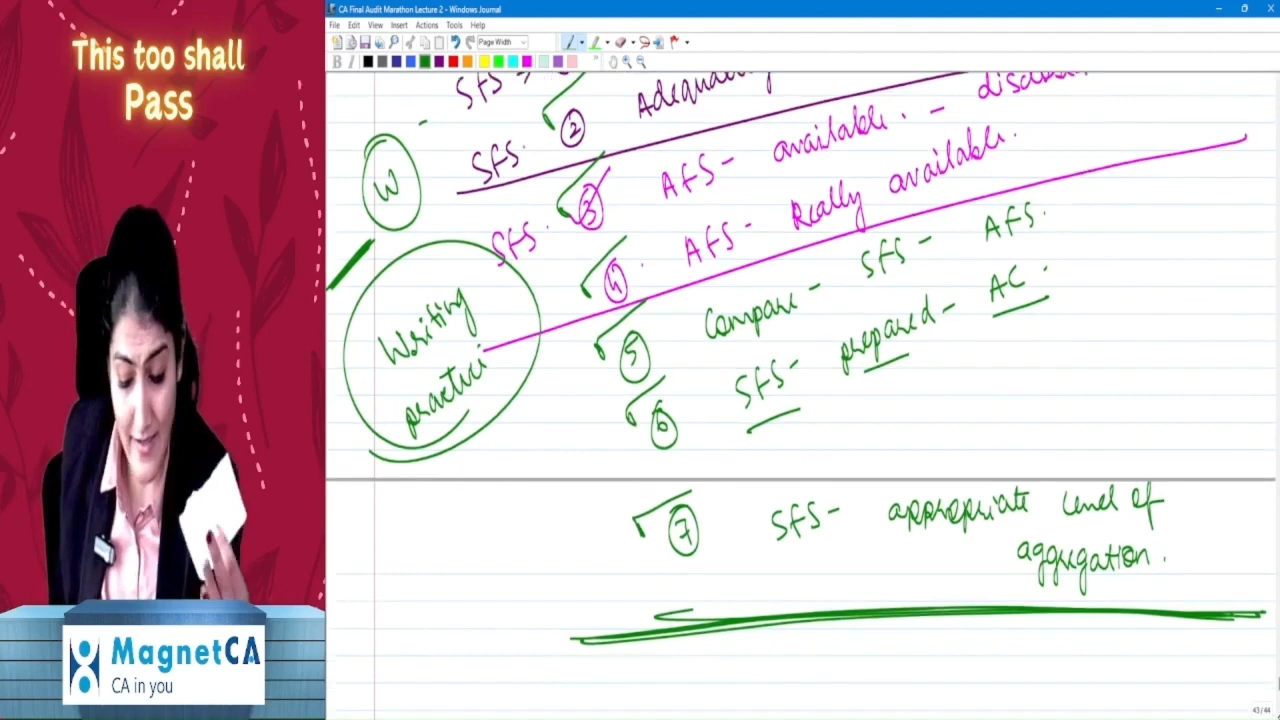 This too shall
Pass
CA Final Audit Marathon Lecture 2 - Windows Journal
File Edit View Insert Actions Tools Help
Page Width
B I
SFS
② Adequately
SFS.
W
③ AFS - available. -
SFS.
④ AFS - Really available.
⑤ Compare - SFS - AFS.
⑥ SFS - prepared - AC.
Writing
practice
⑦ SFS - appropriate level of
aggregation.
MagnetCA
CA in you
43 / 44